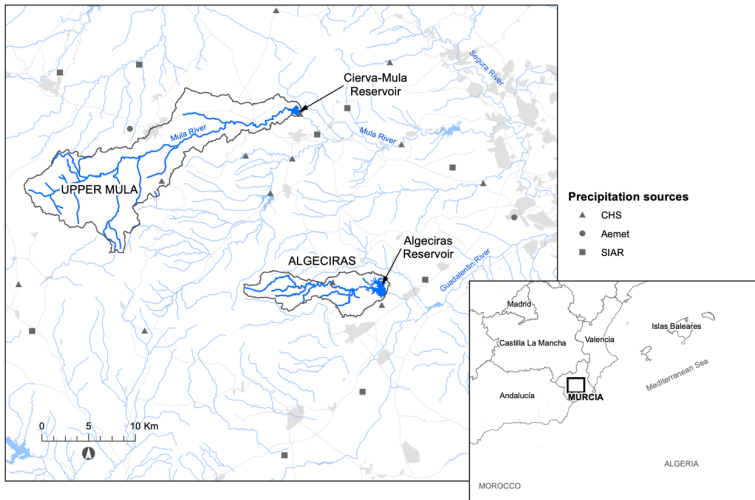 Cierva-Mula
Reservoir
Segura River
Mula River
Mula River
UPPER MULA
Precipitation sources
CHS
Aemet
SIAR
ALGECIRAS
Algeciras
Reservoir
Guadalentín River
0 5 10 Km
Madrid
Castilla La Mancha
Valencia
Islas Baleares
Mediterranean Sea
Andalucía
MURCIA
ALGERIA
MOROCCO